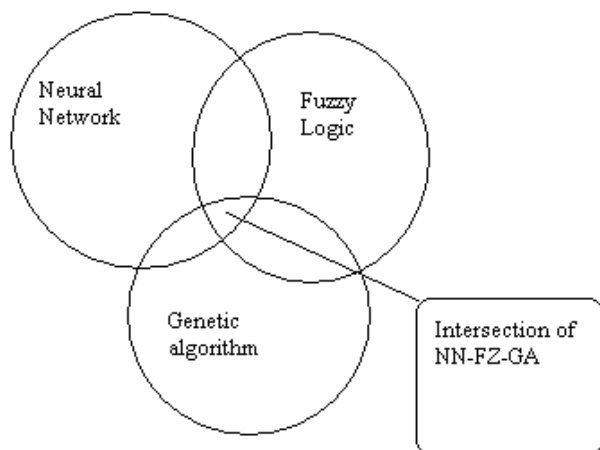 Neural
Network
Fuzzy
Logic
Genetic
algorithm
Intersection of
NN-FZ-GA